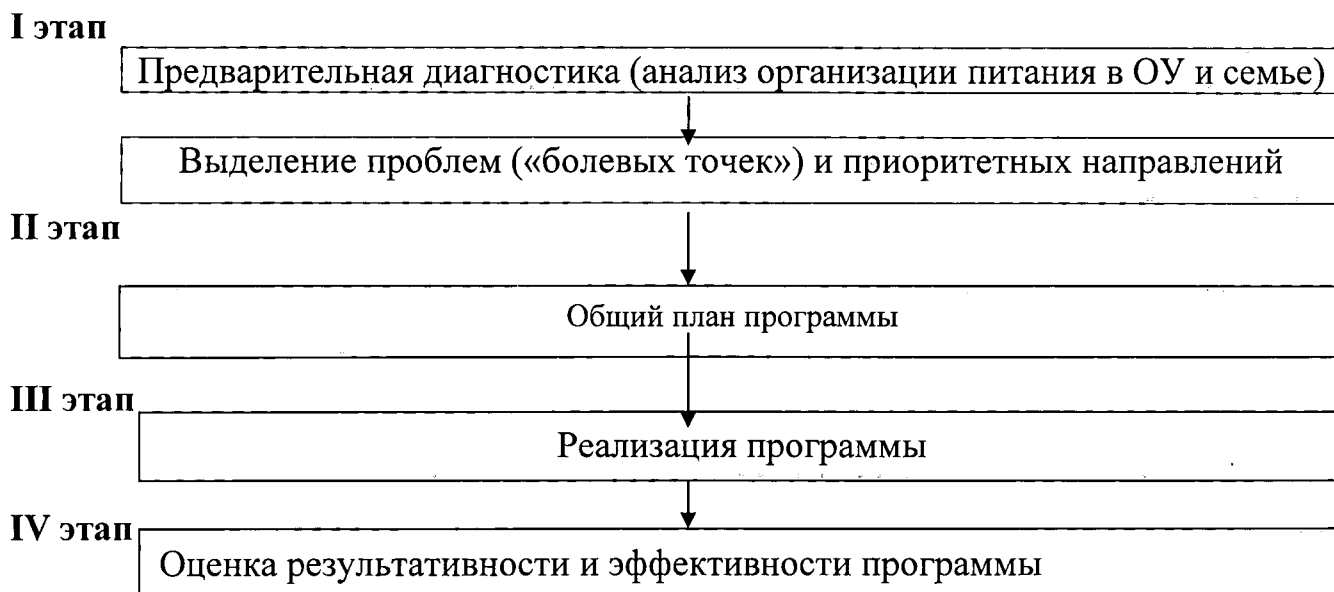 I этап
Предварительная диагностика (анализ организации питания в ОУ и семье)
Выделение проблем («болевых точек») и приоритетных направлений
II этап
Общий план программы
III этап
Реализация программы
IV этап
Оценка результативности и эффективности программы